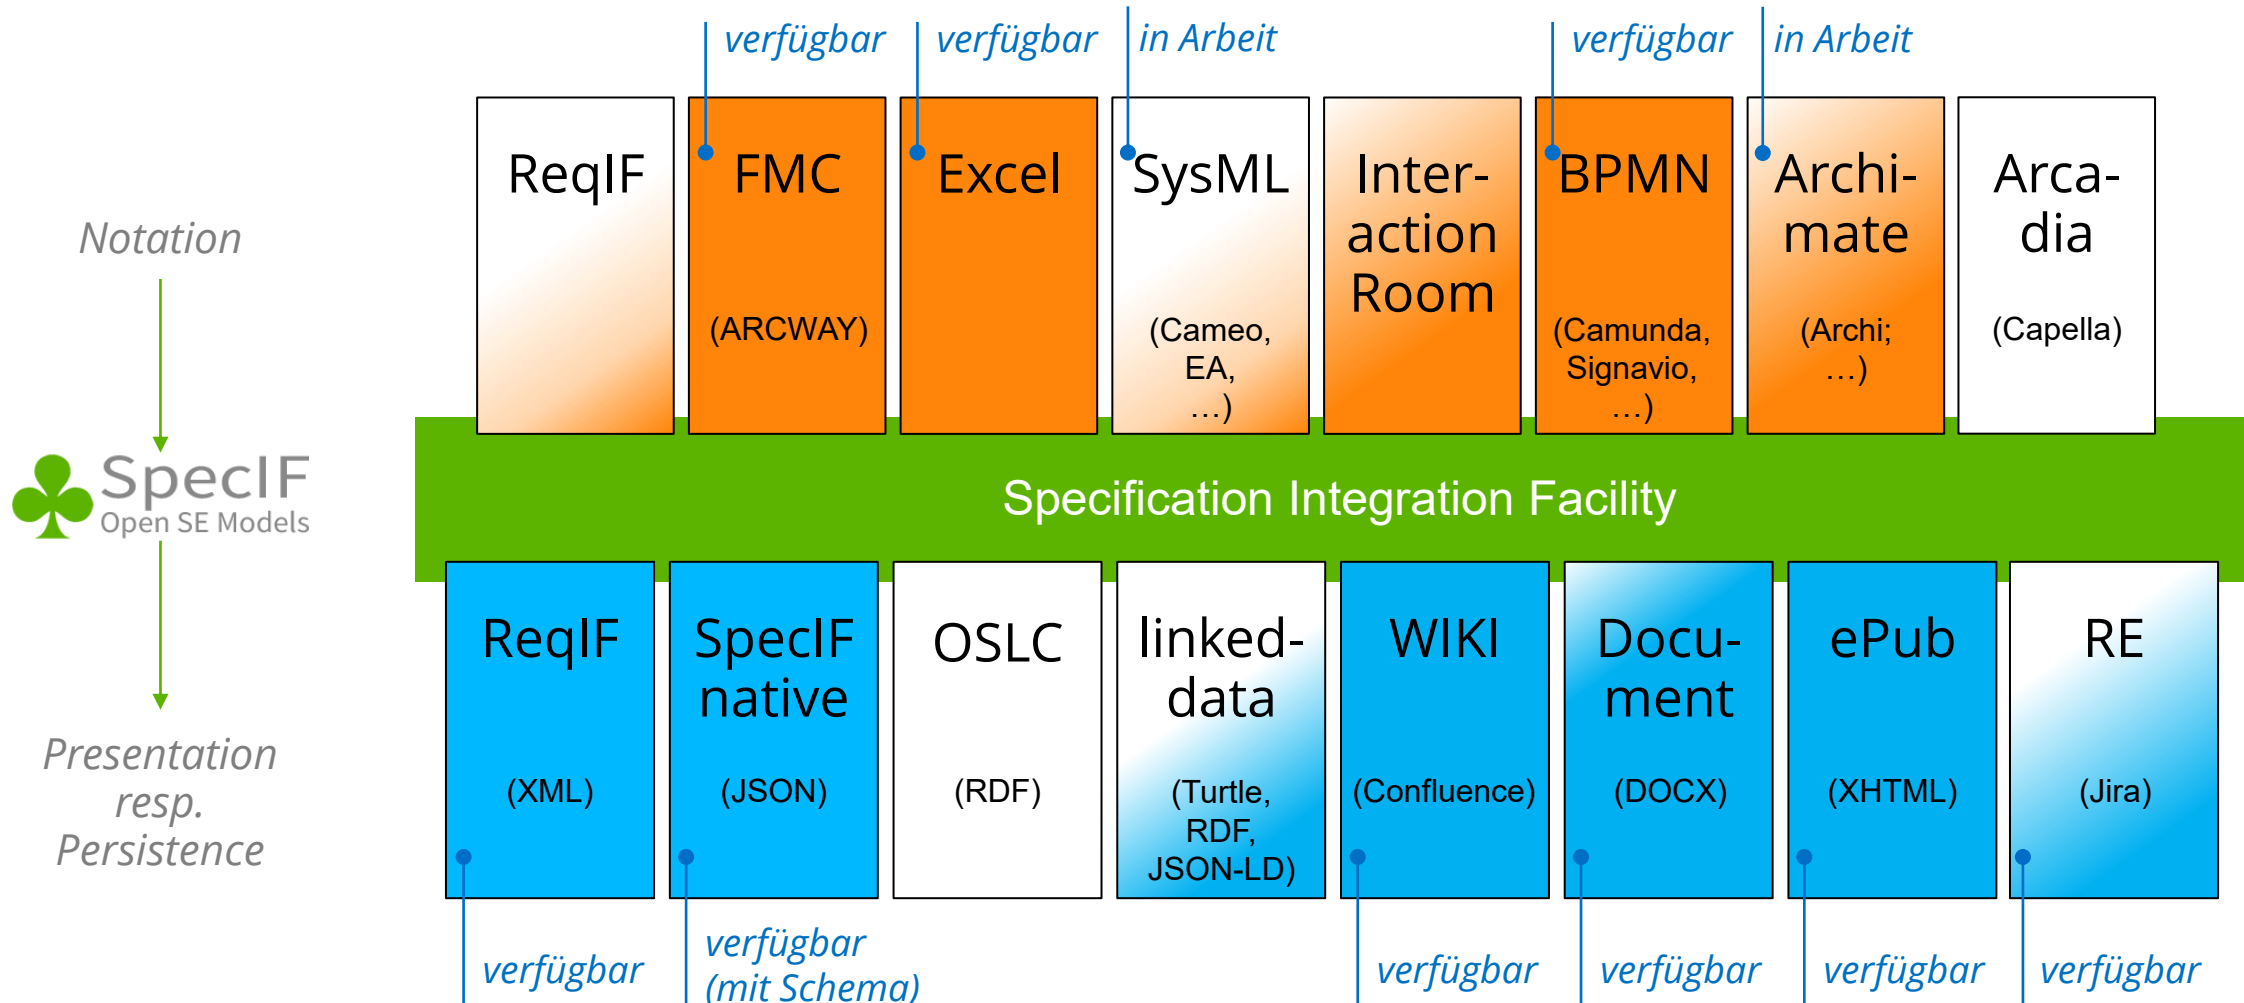 verfügbar
verfügbar
in Arbeit
verfügbar
in Arbeit
ReqIF
FMC
(ARCWAY)
Excel
SysML
(Cameo,
EA,
...)
Inter-
action
Room
BPMN
(Camunda,
Signavio,
...)
Archi-
mate
(Archi;
...)
Arca-
dia
(Capella)
Notation
SpecIF
Open SE Models
Presentation
resp.
Persistence
Specification Integration Facility
ReqIF
(XML)
SpecIF
native
(JSON)
OSLC
(RDF)
linked-
data
(Turtle,
RDF,
JSON-LD)
WIKI
(Confluence)
Docu-
ment
(DOCX)
ePub
(XHTML)
RE
(Jira)
verfügbar
verfügbar
(mit Schema)
verfügbar
verfügbar
verfügbar
verfügbar